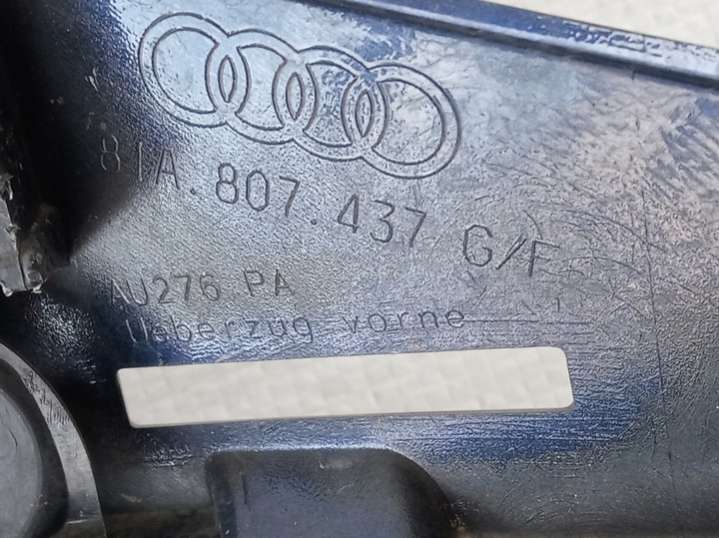 81A.807.437 G/F
AU276 PA
Ueberzug vorne